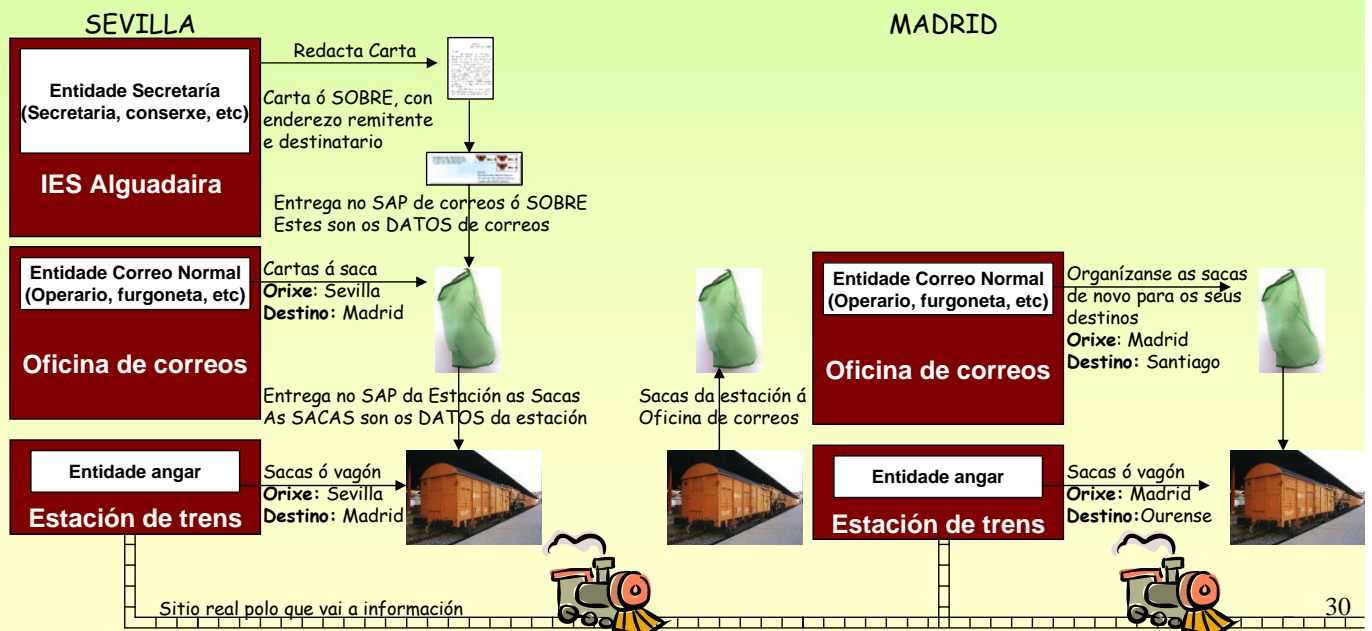 SEVILLA
Entidade Secretaría
(Secretaria, conserxe, etc)
IES Alguadaira
Redacta Carta
Carta ó SOBRE, con
enderezo remitente
e destinatario
Entrega no SAP de correos ó SOBRE
Estes son os DATOS de correos
Entidade Correo Normal
(Operario, furgoneta, etc)
Oficina de correos
Cartas á saca
Orixe: Sevilla
Destino: Madrid
Entrega no SAP da Estación as Sacas
As SACAS son os DATOS da estación
Entidade angar
Estación de trens
Sacas ó vagón
Orixe: Sevilla
Destino: Madrid
MADRID
Sacas da estación á
Oficina de correos
Entidade Correo Normal
(Operario, furgoneta, etc)
Oficina de correos
Organízanse as sacas
de novo para os seus
destinos
Orixe: Madrid
Destino: Santiago
Entidade angar
Estación de trens
Sacas ó vagón
Orixe: Madrid
Destino:Ourense
Sitio real polo que vai a información
30